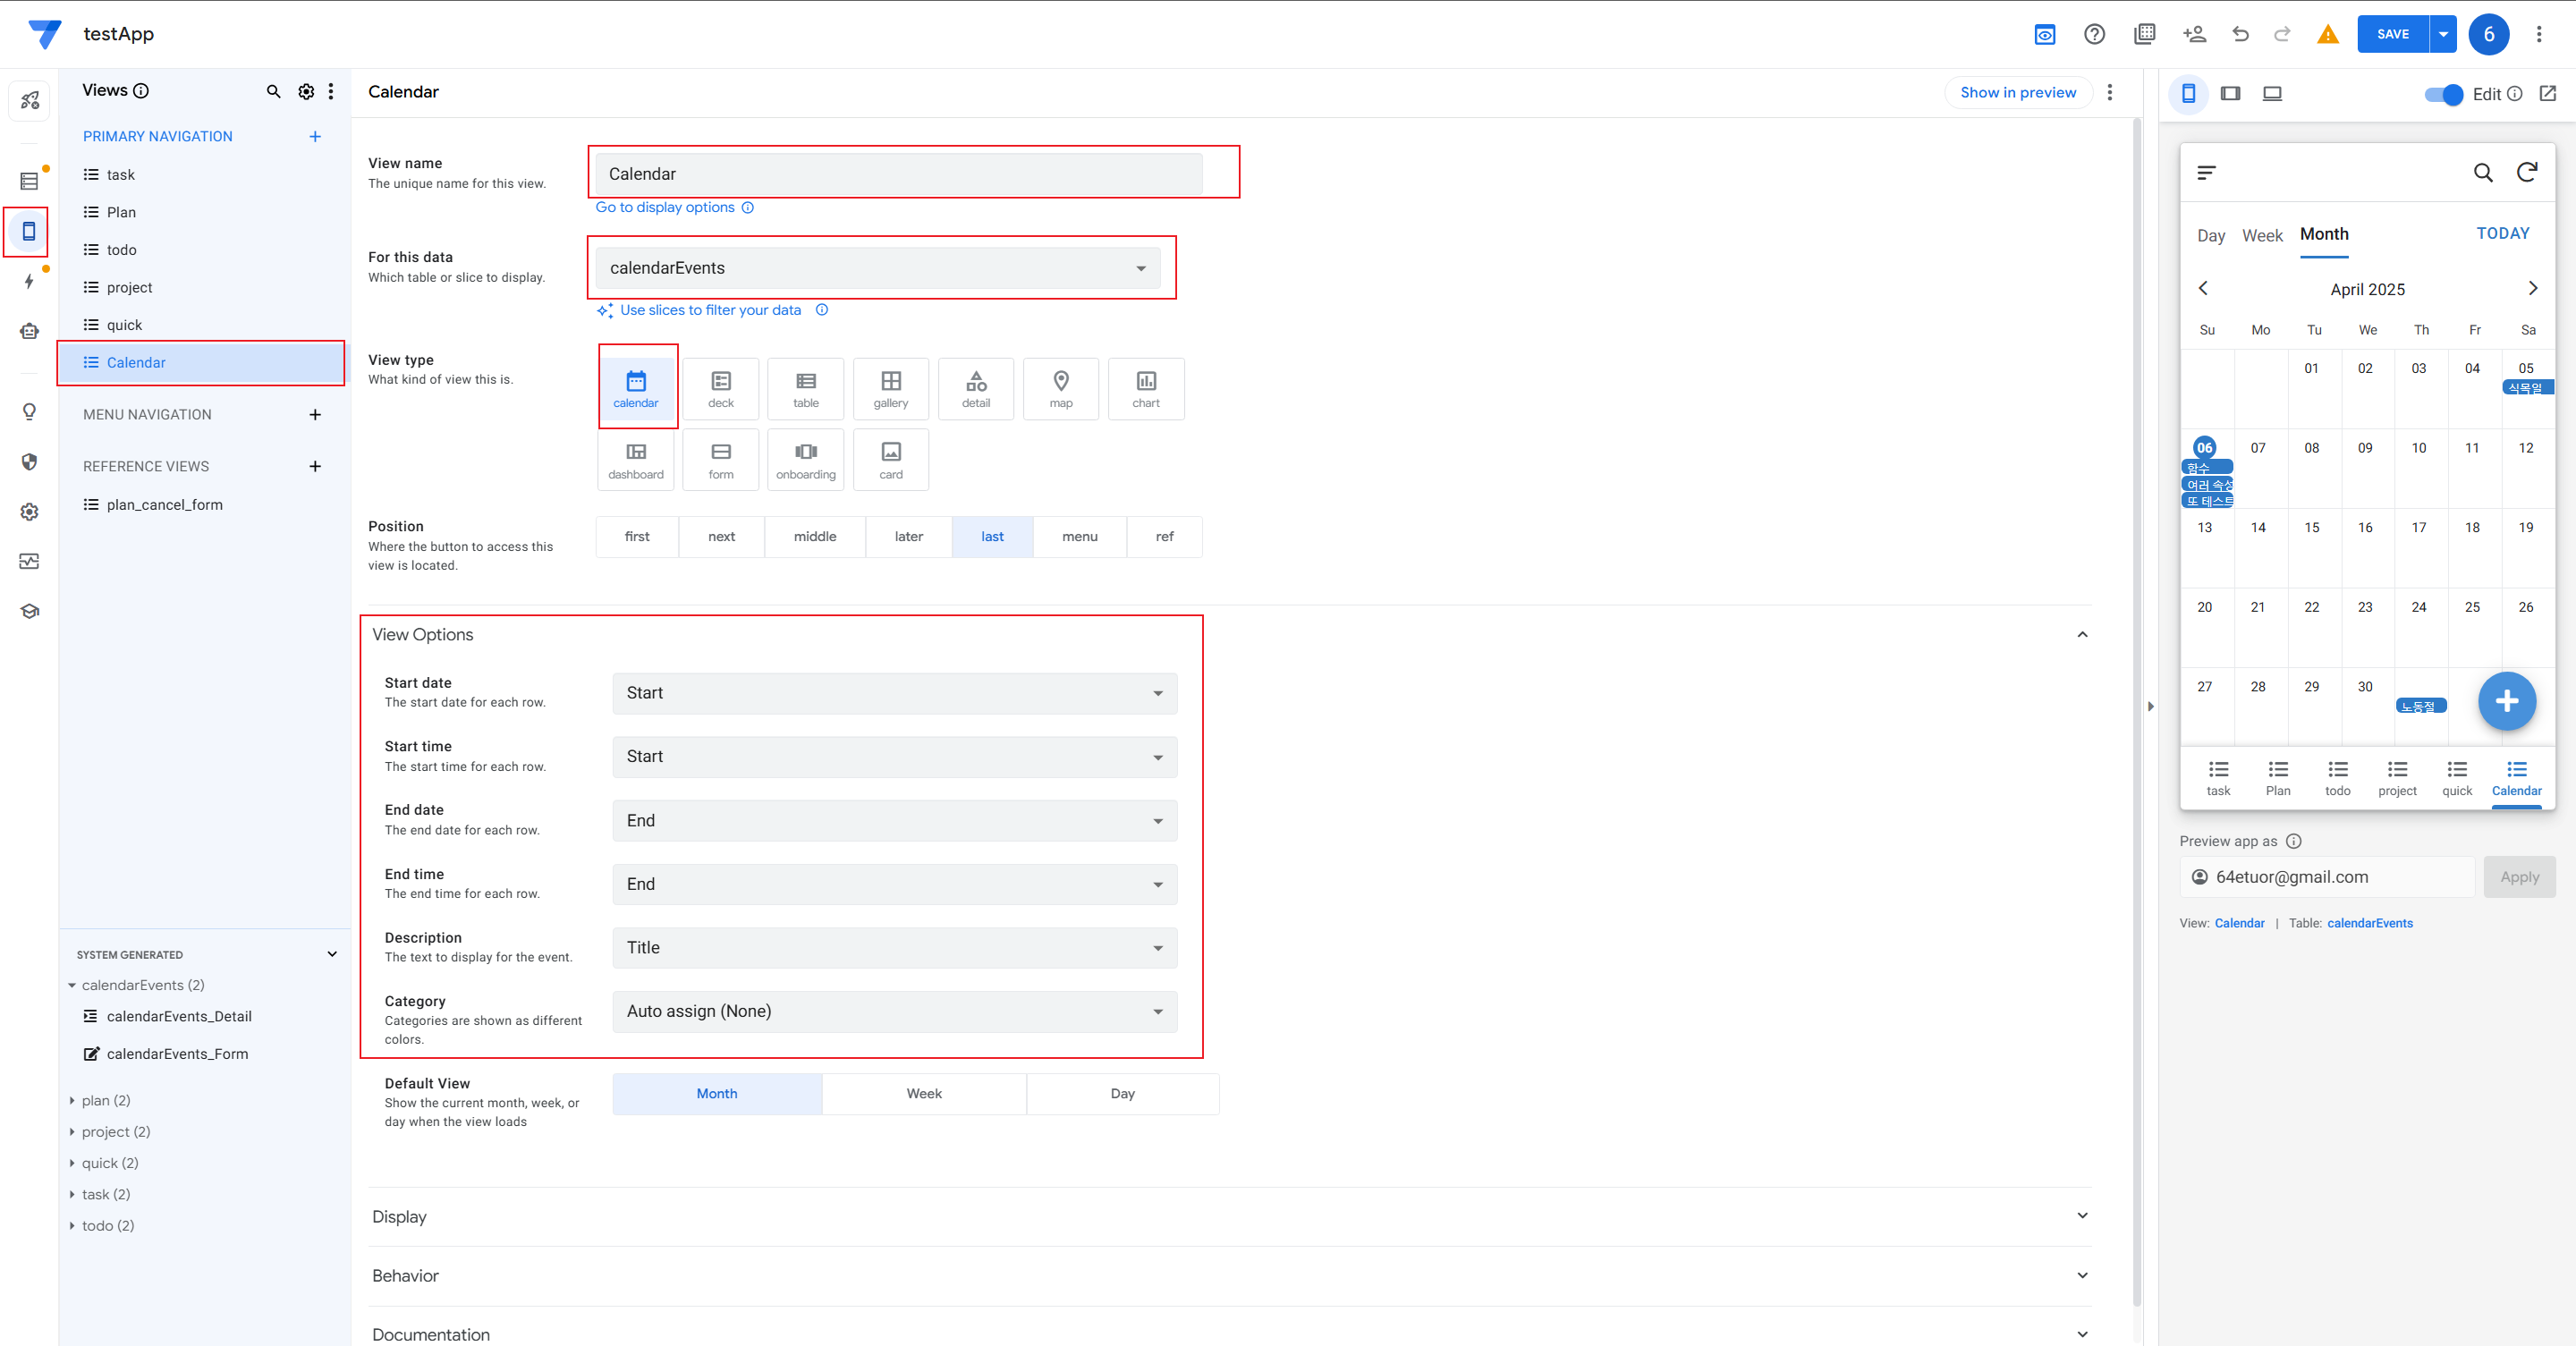 testApp
SAVE
6
Views
Calendar
Show in preview
Edit
PRIMARY NAVIGATION
task
Plan
todo
project
quick
Calendar
MENU NAVIGATION
REFERENCE VIEWS
plan_cancel_form
SYSTEM GENERATED
calendarEvents (2)
calendarEvents_Detail
calendarEvents_Form
plan (2)
project (2)
quick (2)
task (2)
todo (2)
View name
The unique name for this view.
Calendar
Go to display options
For this data
Which table or slice to display.
calendarEvents
Use slices to filter your data
View type
What kind of view this is.
calendar deck table gallery detail map chart
dashboard form onboarding card
Position
Where the button to access this
view is located.
first next middle later last menu ref
View Options
Start date
The start date for each row.
Start
Start time
The start time for each row.
Start
End date
The end date for each row.
End
End time
The end time for each row.
End
Description
The text to display for the event.
Title
Category
Categories are shown as different
colors.
Auto assign (None)
Default View
Show the current month, week, or
day when the view loads
Month Week Day
Display
Behavior
Documentation
Day Week Month TODAY
April 2025
Su Mo Tu We Th Fr Sa
01 02 03 04 05
식목일
06 07 08 09 10 11 12
함수
여러 속성
또 테스트
13 14 15 16 17 18 19
20 21 22 23 24 25 26
27 28 29 30
노동절
task Plan todo project quick Calendar
Preview app as
64etuor@gmail.com
Apply
View: Calendar | Table: calendarEvents